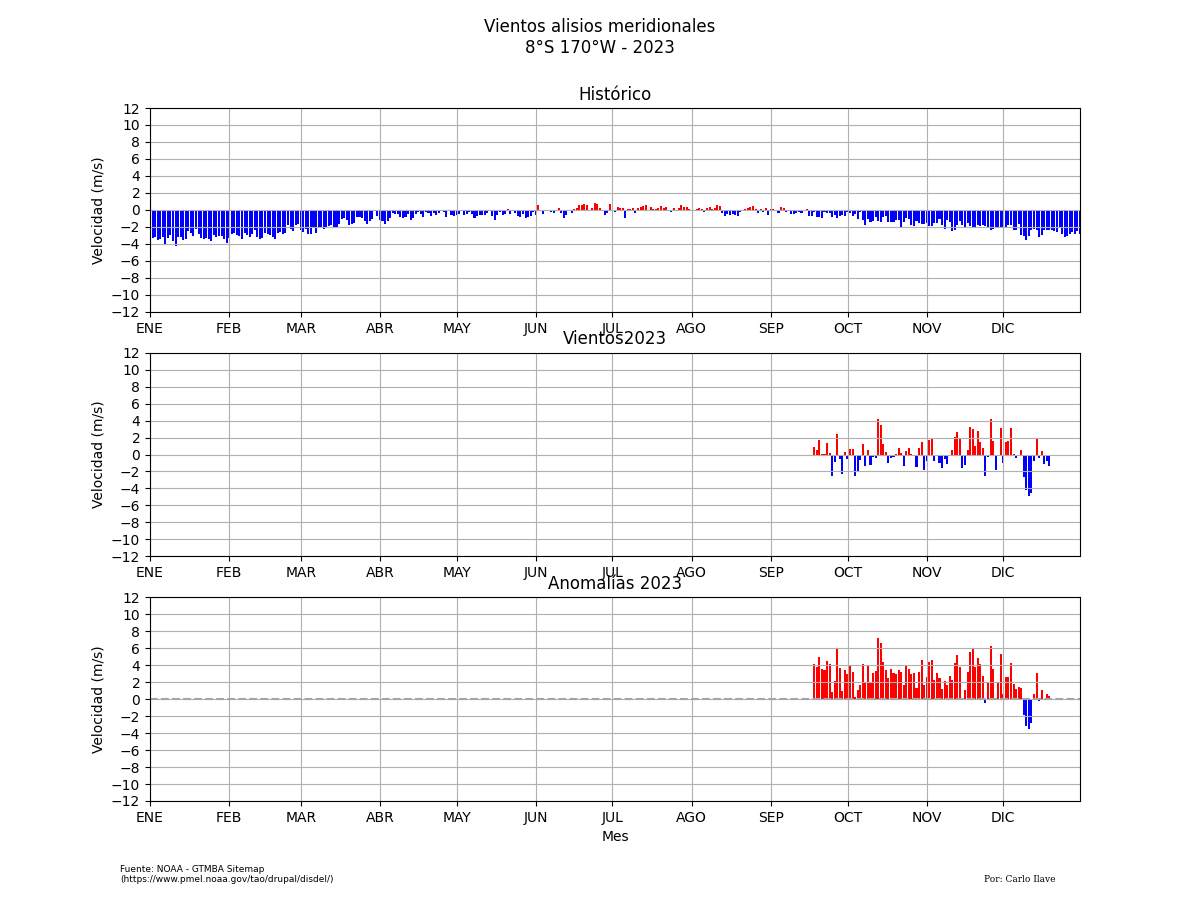 Vientos alisios meridionales
8°S 170°W - 2023
Histórico
12
10
8
6
4
2
0
−2
−4
−6
−8
−10
−12
Velocidad (m/s)
ENE FEB MAR ABR MAY JUN JUL AGO SEP OCT NOV DIC
Vientos2023
12
10
8
6
4
2
0
−2
−4
−6
−8
−10
−12
Velocidad (m/s)
ENE FEB MAR ABR MAY JUN JUL AGO SEP OCT NOV DIC
Anomalías 2023
12
10
8
6
4
2
0
−2
−4
−6
−8
−10
−12
Velocidad (m/s)
ENE FEB MAR ABR MAY JUN JUL AGO SEP OCT NOV DIC
Mes
Fuente: NOAA - GTMBA Sitemap
(https://www.pmel.noaa.gov/tao/drupal/disdel/)
Por: Carlo Ilave